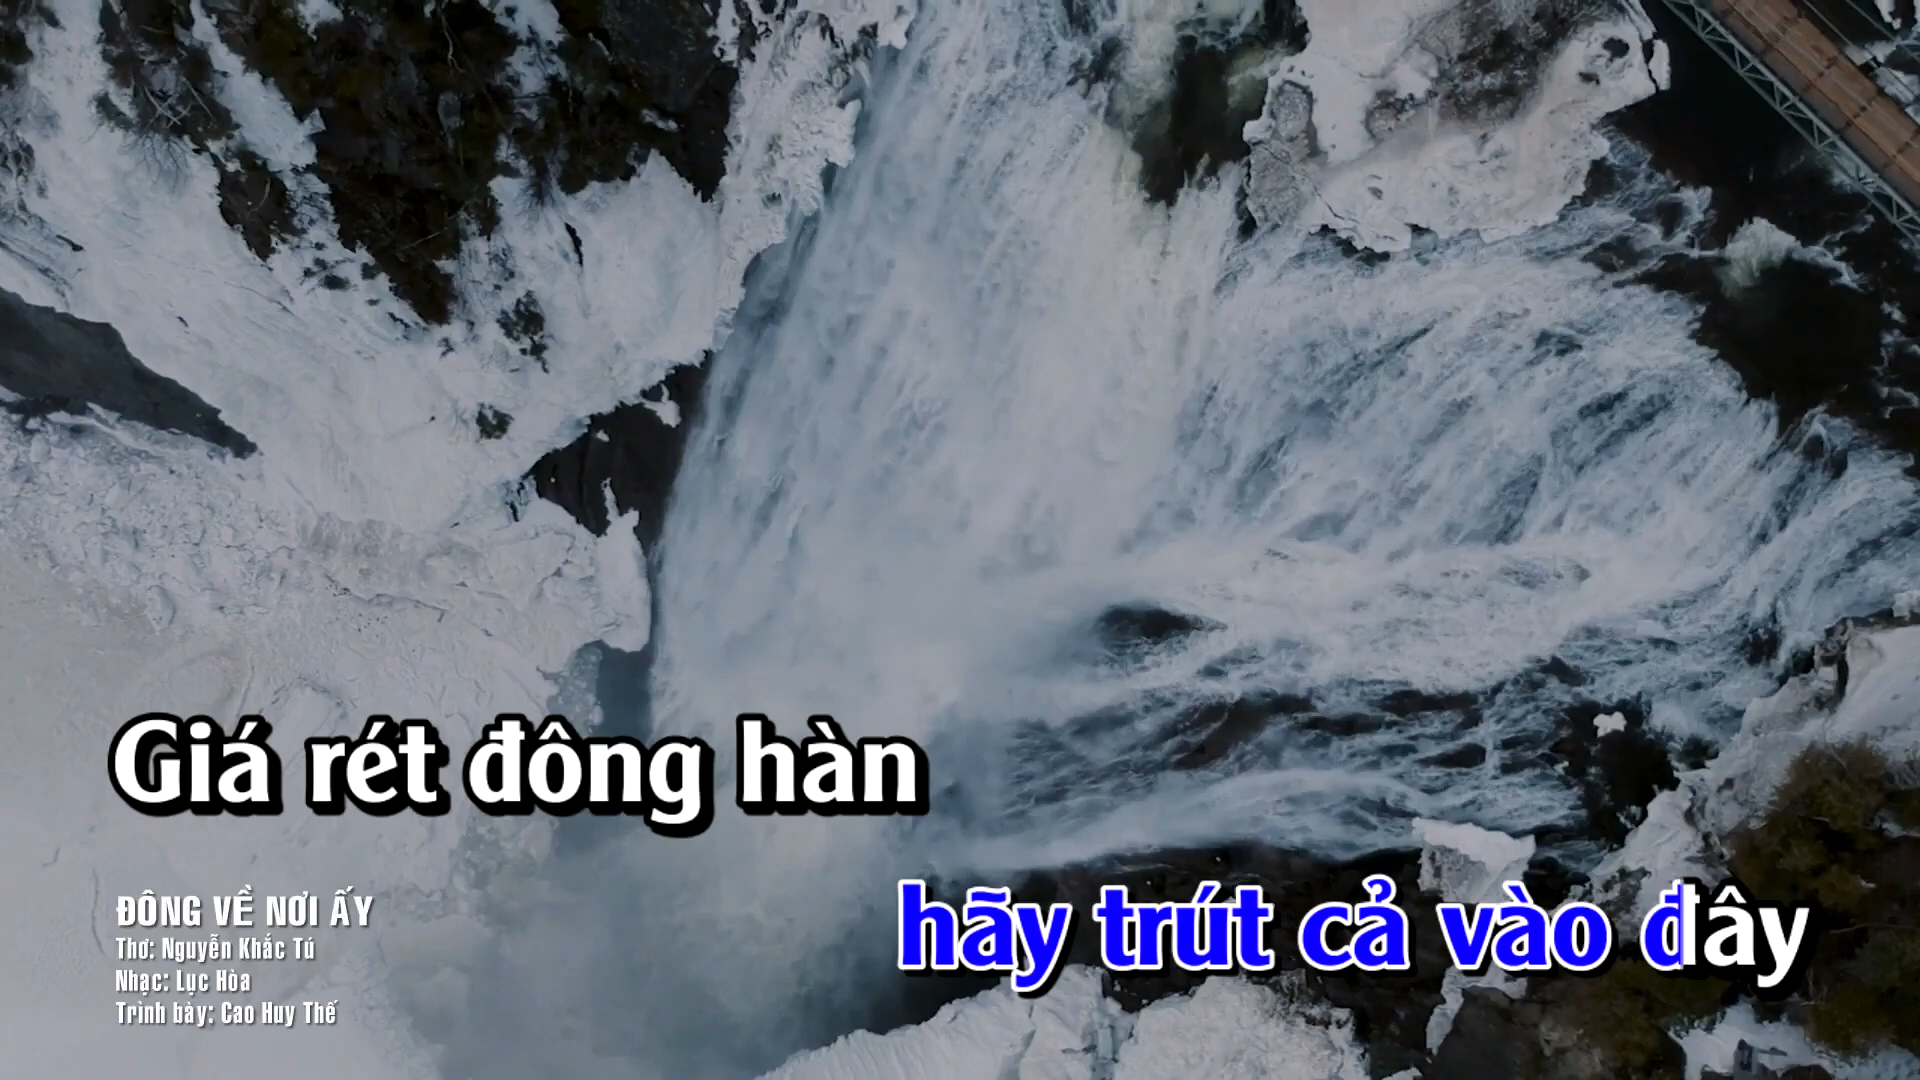 Giá rét đông hàn
hãy trút cả vào đây
ĐÔNG VỀ NƠI ẤY
Thơ: Nguyễn Khắc Tú
Nhạc: Lục Hòa
Trình bày: Cao Huy Thế